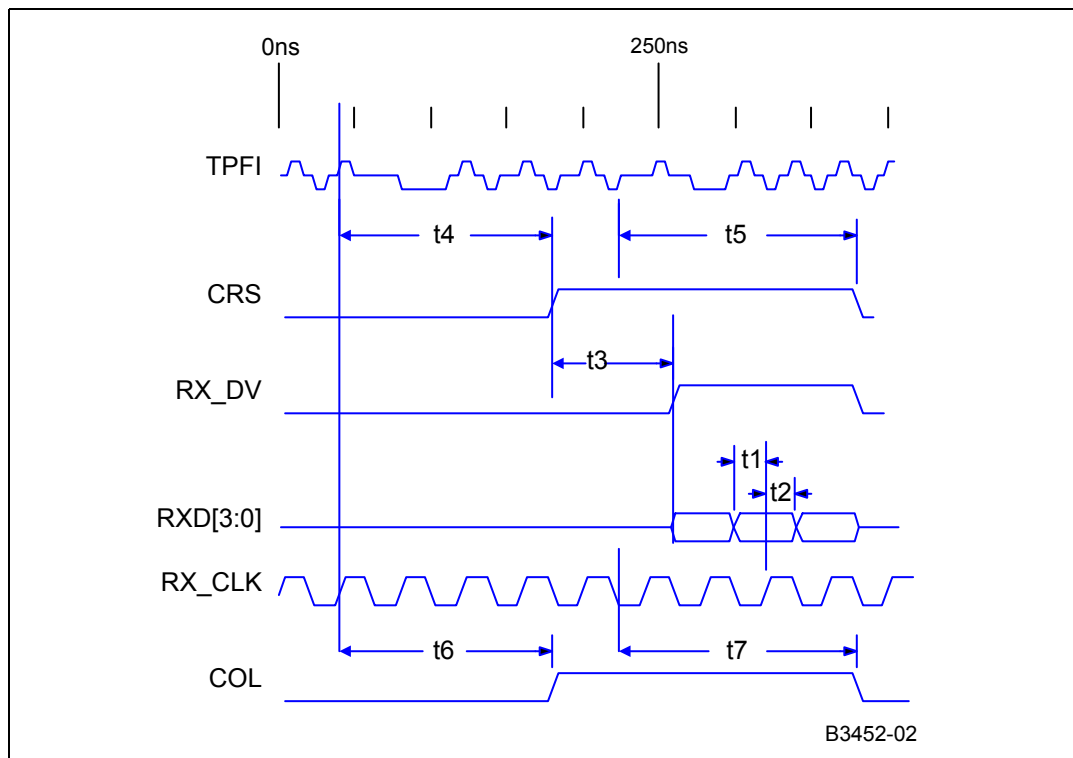 0ns 250ns
TPFI
t4 t5
CRS
t3
RX_DV
t1
t2
RXD[3:0]
RX_CLK
t6 t7
COL
B3452-02